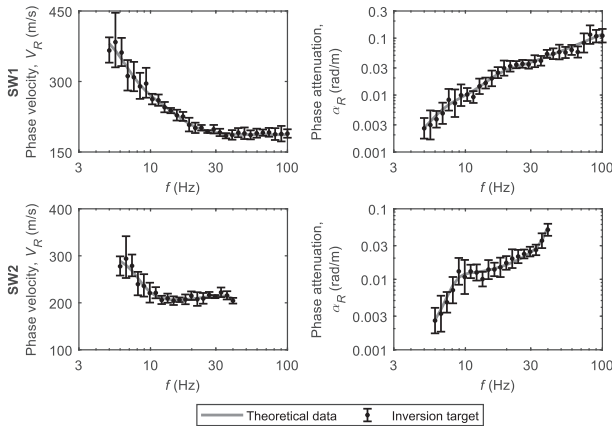 SW1
Phase velocity, V_R (m/s)
450
300
150
3 10 30 100
f (Hz)
Phase attenuation,
α_R (rad/m)
0.3
0.1
0.03
0.01
0.003
0.001
3 10 30 100
f (Hz)
SW2
Phase velocity, V_R (m/s)
400
300
200
100
3 10 30 100
f (Hz)
Phase attenuation,
α_R (rad/m)
0.1
0.03
0.01
0.003
0.001
3 10 30 100
f (Hz)
Theoretical data Inversion target